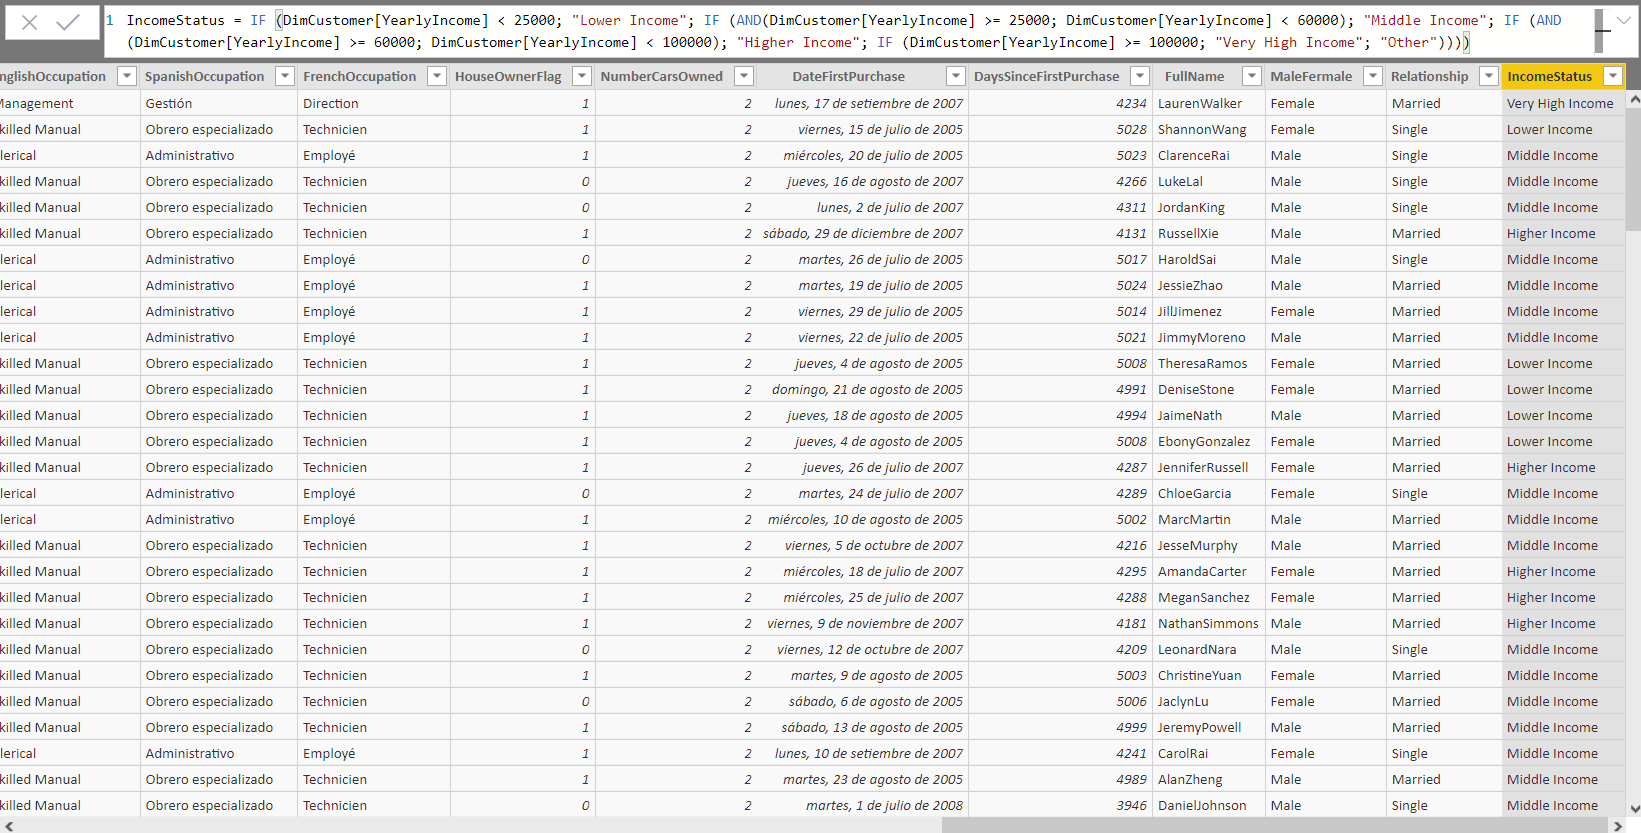 1 IncomeStatus = IF (DimCustomer[YearlyIncome] < 25000; "Lower Income"; IF (AND(DimCustomer[YearlyIncome] >= 25000; DimCustomer[YearlyIncome] < 60000); "Middle Income"; IF (AND
(DimCustomer[YearlyIncome] >= 60000; DimCustomer[YearlyIncome] < 100000); "Higher Income"; IF (DimCustomer[YearlyIncome] >= 100000; "Very High Income"; "Other"))))
nglishOccupation SpanishOccupation FrenchOccupation HouseOwnerFlag NumberCarsOwned DateFirstPurchase DaysSinceFirstPurchase FullName MaleFermale Relationship IncomeStatus
Management Gestión Direction 1 2 lunes, 17 de setiembre de 2007 4234 LaurenWalker Female Married Very High Income
killed Manual Obrero especializado Technicien 1 2 viernes, 15 de julio de 2005 5028 ShannonWang Female Single Lower Income
lerical Administrativo Employé 1 2 miércoles, 20 de julio de 2005 5023 ClarenceRai Male Single Middle Income
killed Manual Obrero especializado Technicien 0 2 jueves, 16 de agosto de 2007 4266 LukeLal Male Single Middle Income
killed Manual Obrero especializado Technicien 0 2 lunes, 2 de julio de 2007 4311 JordanKing Male Single Middle Income
killed Manual Obrero especializado Technicien 1 2 sábado, 29 de diciembre de 2007 4131 RussellXie Male Married Higher Income
lerical Administrativo Employé 0 2 martes, 26 de julio de 2005 5017 HaroldSai Male Single Middle Income
lerical Administrativo Employé 1 2 martes, 19 de julio de 2005 5024 JessieZhao Male Married Middle Income
lerical Administrativo Employé 1 2 viernes, 29 de julio de 2005 5014 JillJimenez Female Married Middle Income
lerical Administrativo Employé 1 2 viernes, 22 de julio de 2005 5021 JimmyMoreno Male Married Middle Income
killed Manual Obrero especializado Technicien 1 2 jueves, 4 de agosto de 2005 5008 TheresaRamos Female Married Lower Income
killed Manual Obrero especializado Technicien 1 2 domingo, 21 de agosto de 2005 4991 DeniseStone Female Married Lower Income
killed Manual Obrero especializado Technicien 1 2 jueves, 18 de agosto de 2005 4994 JaimeNath Male Married Lower Income
killed Manual Obrero especializado Technicien 1 2 jueves, 4 de agosto de 2005 5008 EbonyGonzalez Female Married Lower Income
killed Manual Obrero especializado Technicien 1 2 jueves, 26 de julio de 2007 4287 JenniferRussell Female Married Higher Income
lerical Administrativo Employé 0 2 martes, 24 de julio de 2007 4289 ChloeGarcia Female Single Middle Income
lerical Administrativo Employé 1 2 miércoles, 10 de agosto de 2005 5002 MarcMartin Male Married Middle Income
killed Manual Obrero especializado Technicien 1 2 viernes, 5 de octubre de 2007 4216 JesseMurphy Male Married Middle Income
killed Manual Obrero especializado Technicien 1 2 miércoles, 18 de julio de 2007 4295 AmandaCarter Female Married Higher Income
killed Manual Obrero especializado Technicien 1 2 miércoles, 25 de julio de 2007 4288 MeganSanchez Female Married Higher Income
killed Manual Obrero especializado Technicien 1 2 viernes, 9 de noviembre de 2007 4181 NathanSimmons Male Married Higher Income
killed Manual Obrero especializado Technicien 0 2 viernes, 12 de octubre de 2007 4209 LeonardNara Male Single Middle Income
killed Manual Obrero especializado Technicien 1 2 martes, 9 de agosto de 2005 5003 ChristineYuan Female Married Middle Income
killed Manual Obrero especializado Technicien 0 2 sábado, 6 de agosto de 2005 5006 JaclynLu Female Married Middle Income
killed Manual Obrero especializado Technicien 1 2 sábado, 13 de agosto de 2005 4999 JeremyPowell Male Married Middle Income
lerical Administrativo Employé 1 2 lunes, 10 de setiembre de 2007 4241 CarolRai Female Single Middle Income
killed Manual Obrero especializado Technicien 1 2 martes, 23 de agosto de 2005 4989 AlanZheng Male Married Middle Income
killed Manual Obrero especializado Technicien 0 2 martes, 1 de julio de 2008 3946 DanielJohnson Male Single Middle Income